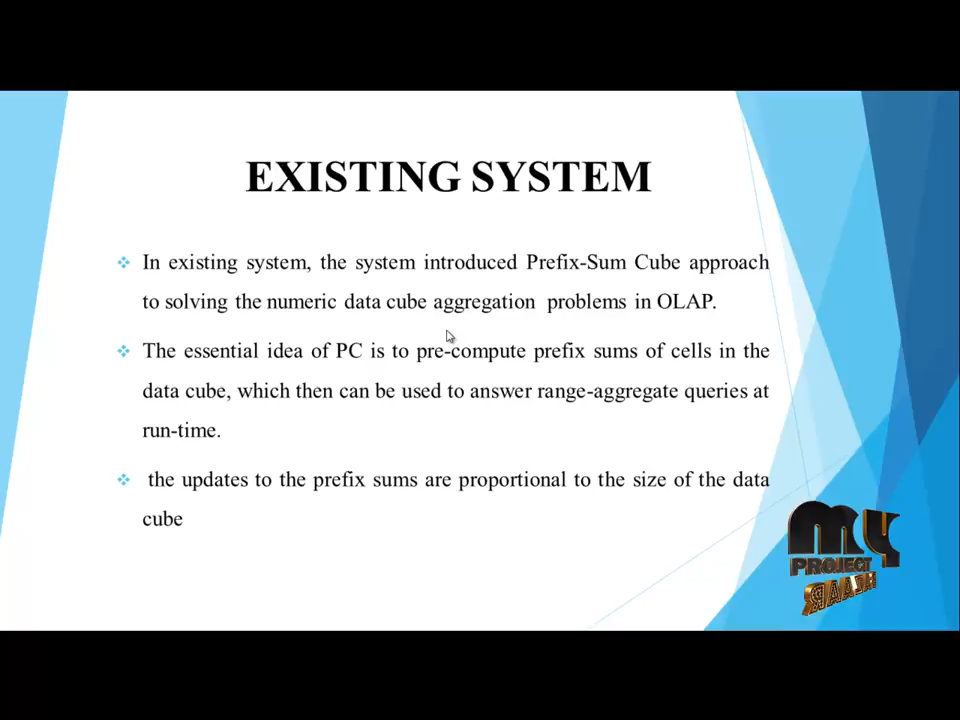 EXISTING SYSTEM
In existing system, the system introduced Prefix-Sum Cube approach
to solving the numeric data cube aggregation problems in OLAP.
The essential idea of PC is to pre-compute prefix sums of cells in the
data cube, which then can be used to answer range-aggregate queries at
run-time.
the updates to the prefix sums are proportional to the size of the data
cube
my
PROJECT